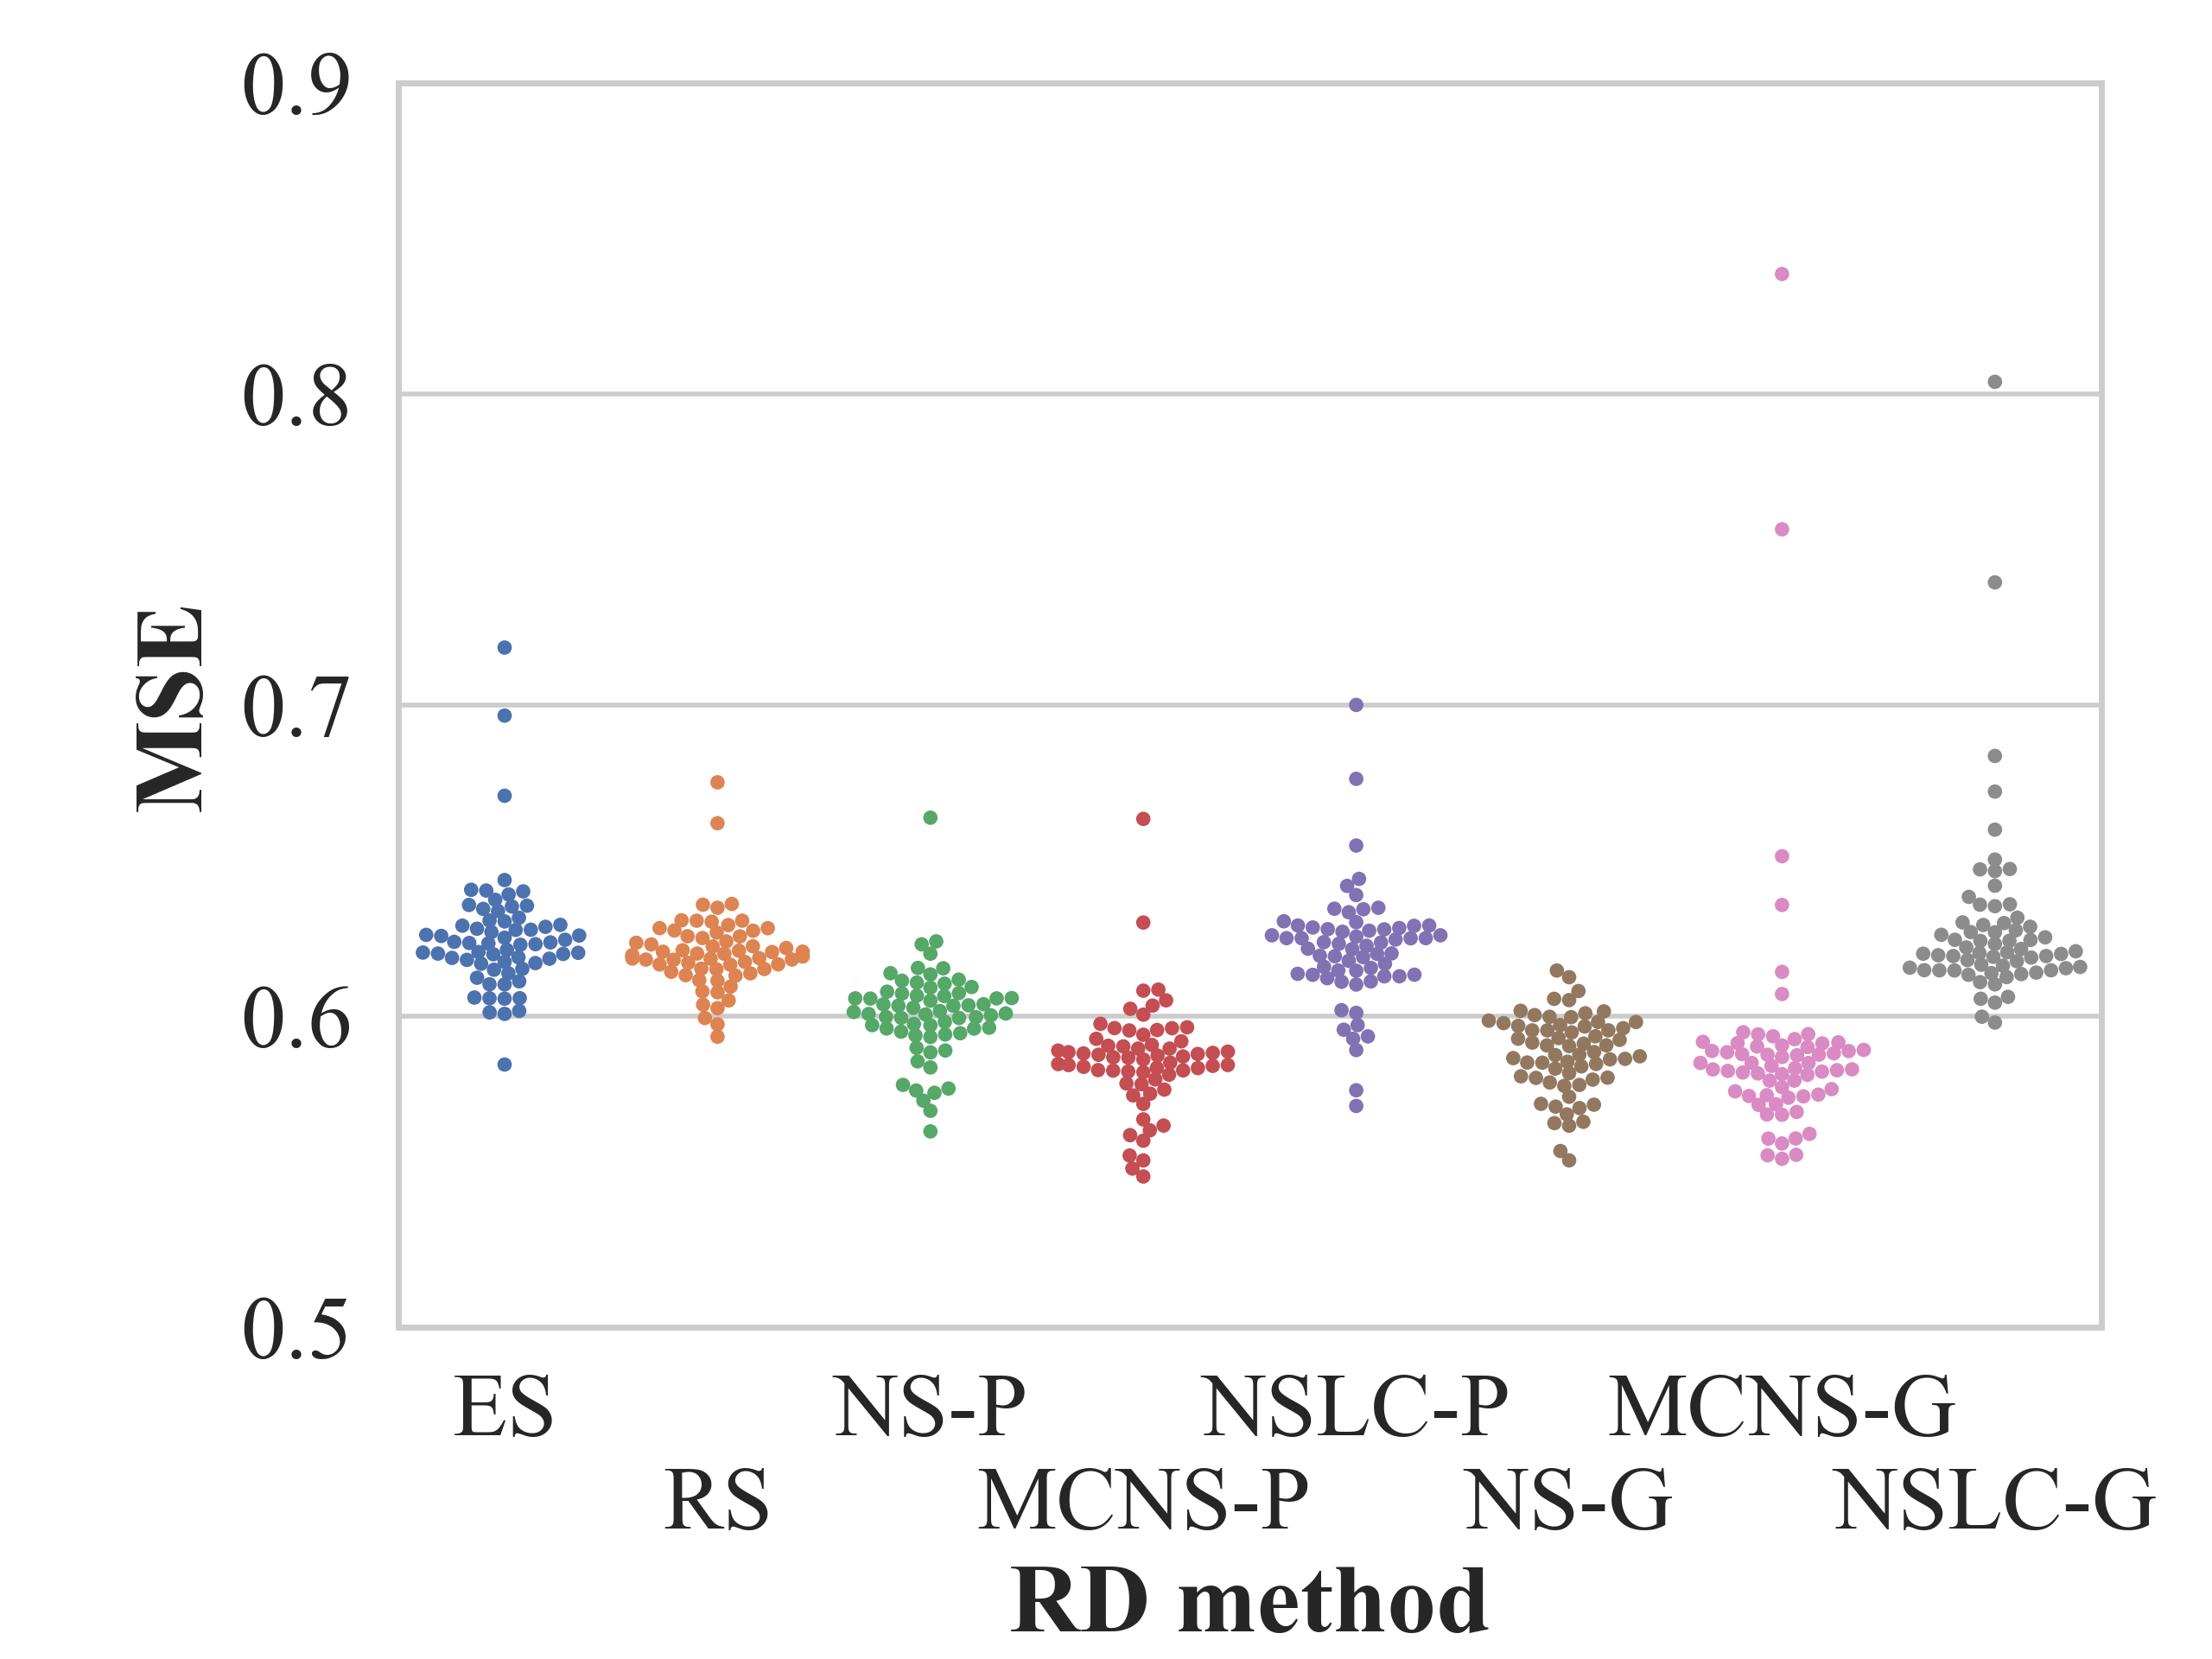 0.9
0.8
0.7
0.6
0.5
MSE
ES NS-P NSLC-P MCNS-G
RS MCNS-P NS-G NSLC-G
RD method